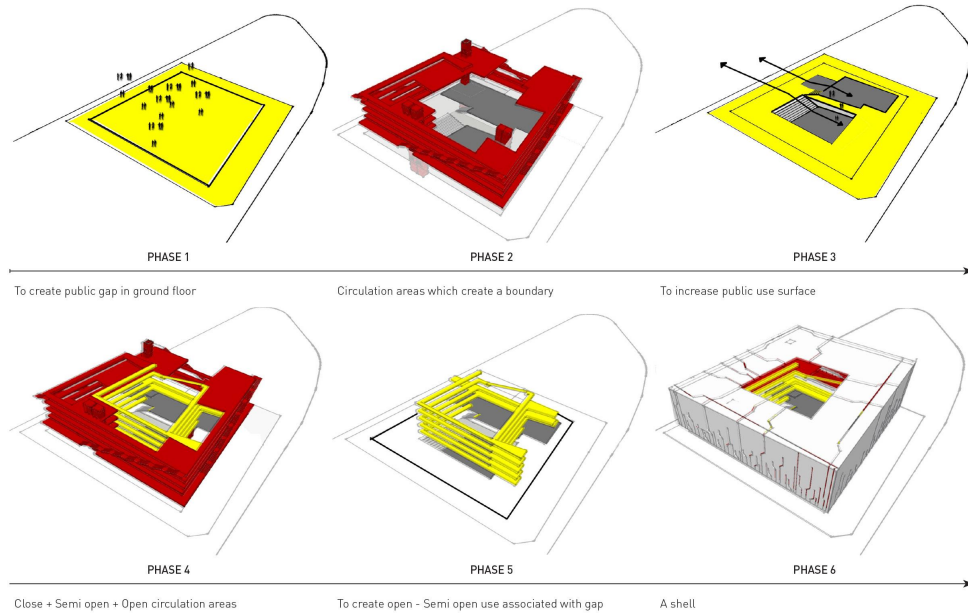 PHASE 1
PHASE 2
PHASE 3
To create public gap in ground floor
Circulation areas which create a boundary
To increase public use surface
PHASE 4
PHASE 5
PHASE 6
Close + Semi open + Open circulation areas
To create open - Semi open use associated with gap
A shell